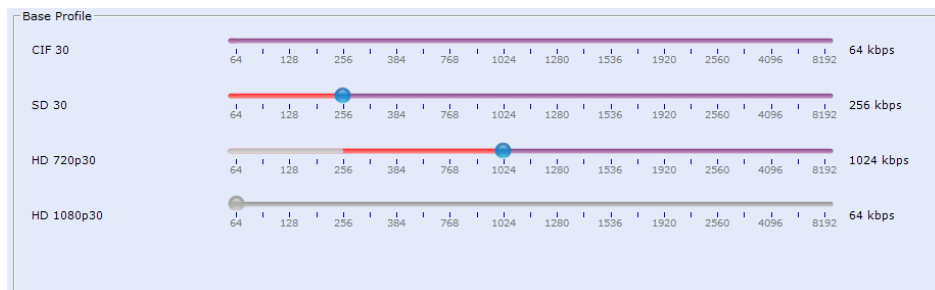 Base Profile
CIF 30 64 kbps
64 128 256 384 768 1024 1280 1536 1920 2560 4096 8192
SD 30 256 kbps
64 128 256 384 768 1024 1280 1536 1920 2560 4096 8192
HD 720p30 1024 kbps
64 128 256 384 768 1024 1280 1536 1920 2560 4096 8192
HD 1080p30 64 kbps
64 128 256 384 768 1024 1280 1536 1920 2560 4096 8192